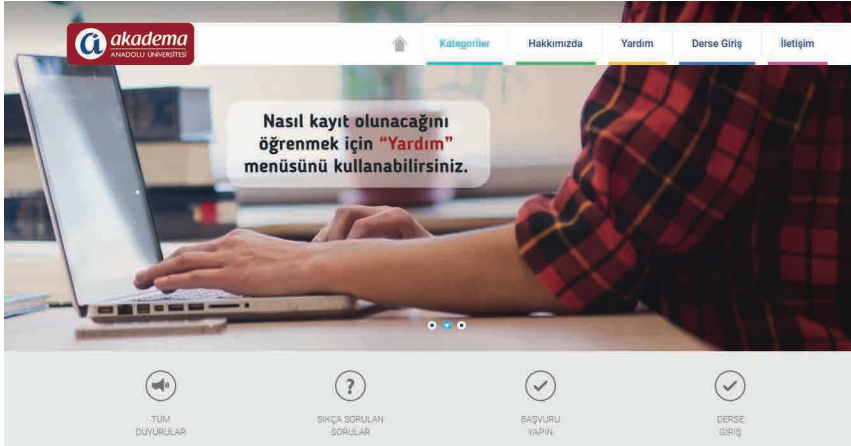 akadema
ANADOLU ÜNİVERSİTESİ
Kategoriler
Hakkımızda
Yardım
Derse Giriş
İletişim
Nasıl kayıt olunacağını
öğrenmek için “Yardım”
menüsünü kullanabilirsiniz.
TÜM
DUYURULAR
SIKÇA SORULAN
SORULAR
BAŞVURU
YAPIN
DERSE
GİRİŞ